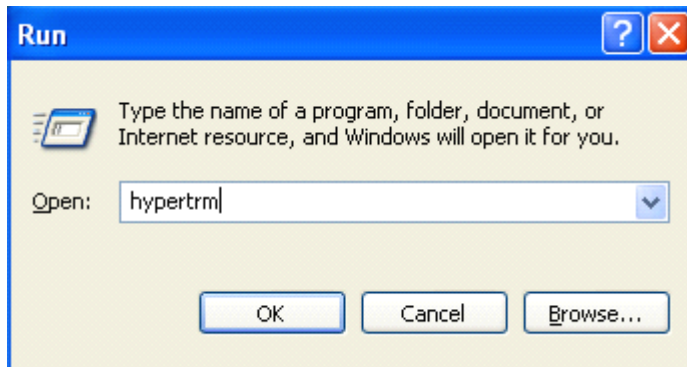 Run
Type the name of a program, folder, document, or
Internet resource, and Windows will open it for you.
Open: hypertrm
OK Cancel Browse...